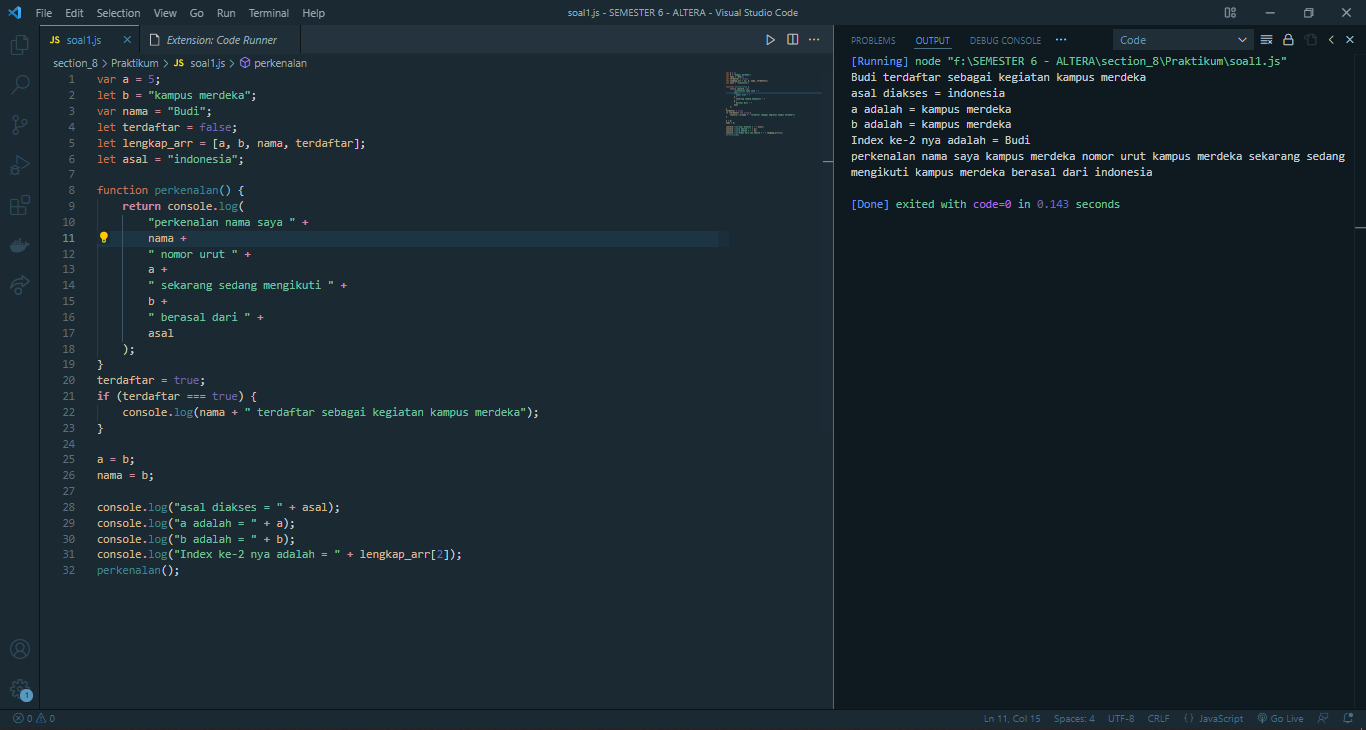 File Edit Selection View Go Run Terminal Help
soal1.js - SEMESTER 6 - ALTERA - Visual Studio Code
JS soal1.js
Extension: Code Runner
section_8 > Praktikum > JS soal1.js > perkenalan
1 var a = 5;
2 let b = "kampus merdeka";
3 var nama = "Budi";
4 let terdaftar = false;
5 let lengkap_arr = [a, b, nama, terdaftar];
6 let asal = "indonesia";
7
8 function perkenalan() {
9 return console.log(
10 "perkenalan nama saya " +
11 nama +
12 " nomor urut " +
13 a +
14 " sekarang sedang mengikuti " +
15 b +
16 " berasal dari " +
17 asal
18 );
19 }
20 terdaftar = true;
21 if (terdaftar === true) {
22 console.log(nama + " terdaftar sebagai kegiatan kampus merdeka");
23 }
24
25 a = b;
26 nama = b;
27
28 console.log("asal diakses = " + asal);
29 console.log("a adalah = " + a);
30 console.log("b adalah = " + b);
31 console.log("Index ke-2 nya adalah = " + lengkap_arr[2]);
32 perkenalan();
PROBLEMS OUTPUT DEBUG CONSOLE ··· Code
[Running] node "f:\SEMESTER 6 - ALTERA\section_8\Praktikum\soal1.js"
Budi terdaftar sebagai kegiatan kampus merdeka
asal diakses = indonesia
a adalah = kampus merdeka
b adalah = kampus merdeka
Index ke-2 nya adalah = Budi
perkenalan nama saya kampus merdeka nomor urut kampus merdeka sekarang sedang
mengikuti kampus merdeka berasal dari indonesia

[Done] exited with code=0 in 0.143 seconds
1
0 0
Ln 11, Col 15 Spaces: 4 UTF-8 CRLF {} JavaScript Go Live